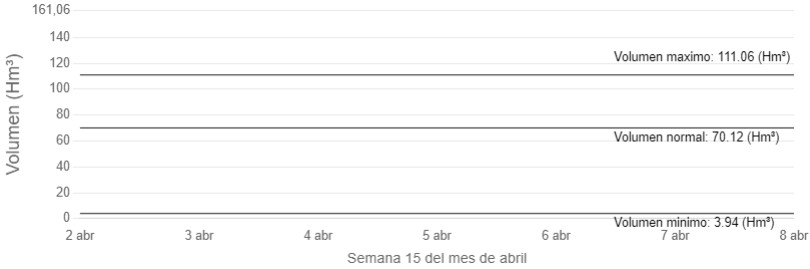 161,06
140
120
100
80
60
40
20
0
Volumen (Hm³)
Volumen maximo: 111.06 (Hm³)
Volumen normal: 70.12 (Hm³)
Volumen minimo: 3.94 (Hm³)
2 abr
3 abr
4 abr
5 abr
6 abr
7 abr
8 abr
Semana 15 del mes de abril